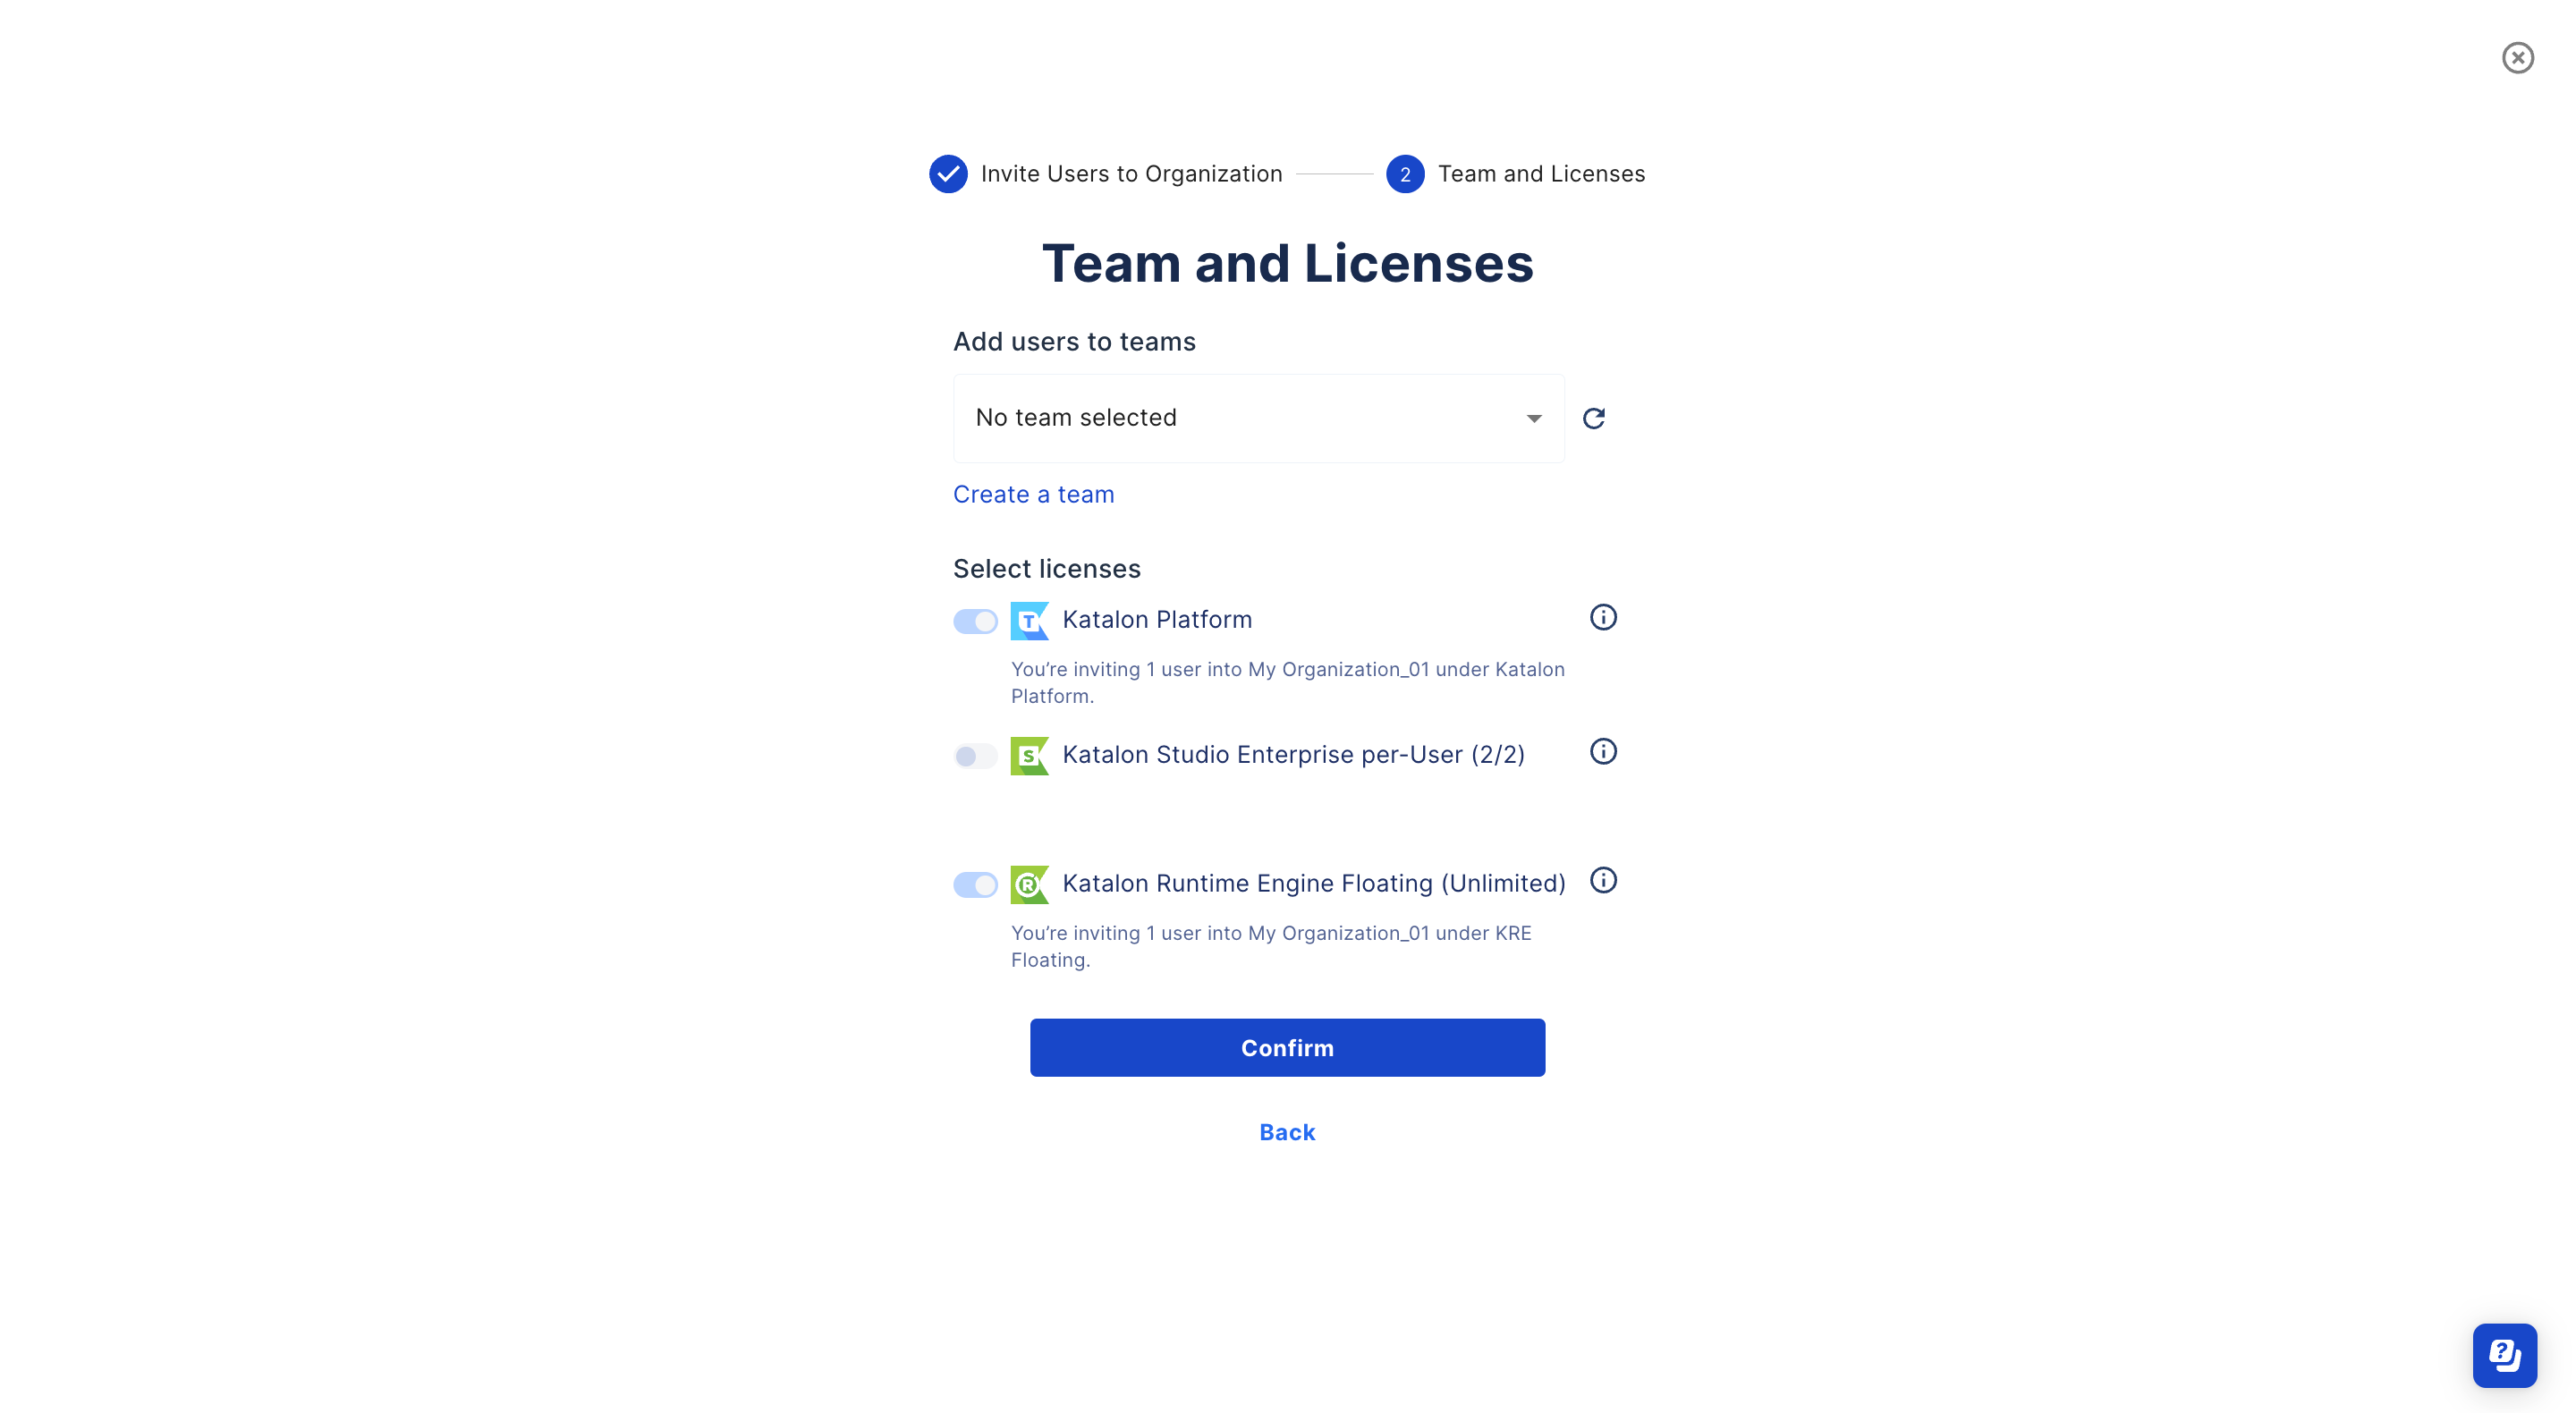 Invite Users to Organization
2
Team and Licenses
Team and Licenses
Add users to teams
No team selected
Create a team
Select licenses
T
Katalon Platform
You’re inviting 1 user into My Organization_01 under Katalon
Platform.
S
Katalon Studio Enterprise per-User (2/2)
R
Katalon Runtime Engine Floating (Unlimited)
You’re inviting 1 user into My Organization_01 under KRE
Floating.
Confirm
Back
?